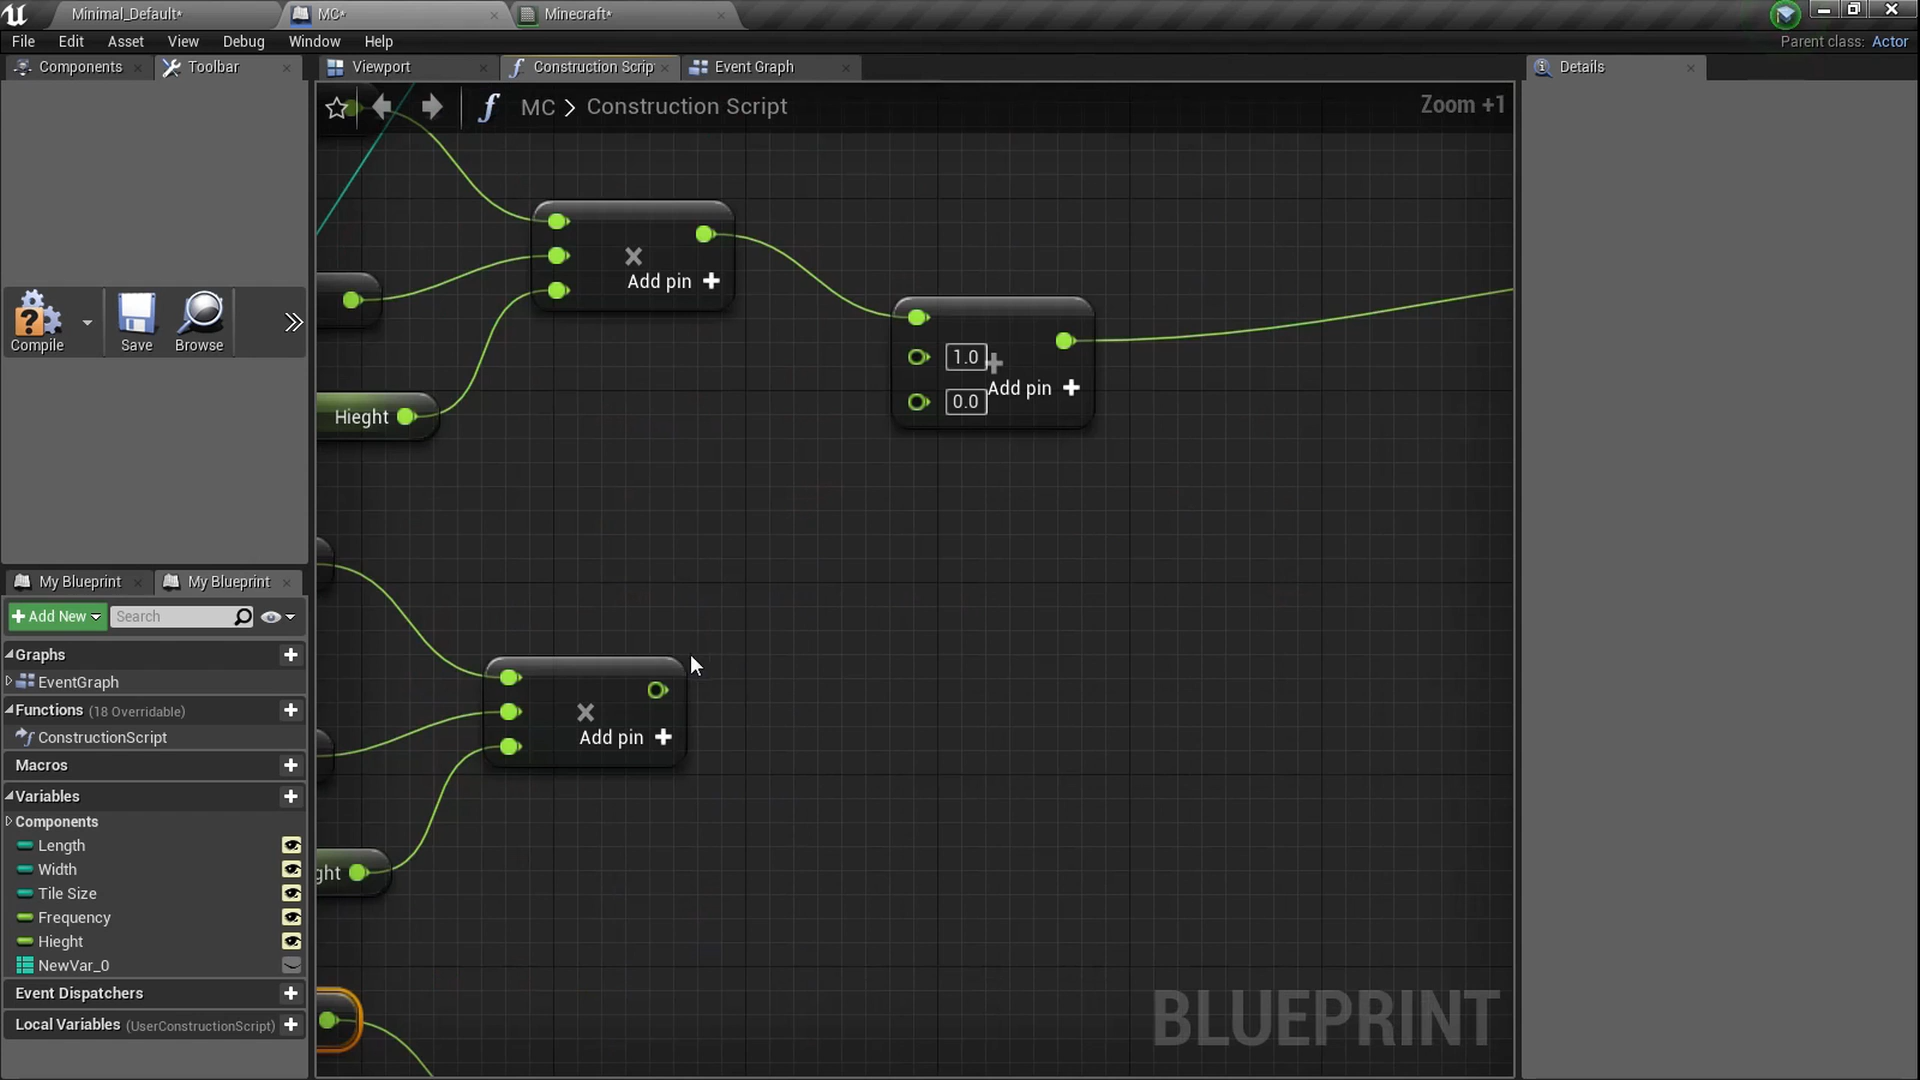 Minimal_Default*
MC*
Minecraft*
File Edit Asset View Debug Window Help
Parent class: Actor
Components
Toolbar
Viewport
Construction Scrip
Event Graph
Details
MC > Construction Script
Zoom +1
Add pin
1.0
Add pin
0.0
Compile
Save
Browse
Hieght
My Blueprint
My Blueprint
Add New
Search
Graphs
EventGraph
Functions (18 Overridable)
ConstructionScript
Macros
Variables
Components
Length
Width
Tile Size
Frequency
Hieght
NewVar_0
Event Dispatchers
Local Variables (UserConstructionScript)
Add pin
ght
BLUEPRINT